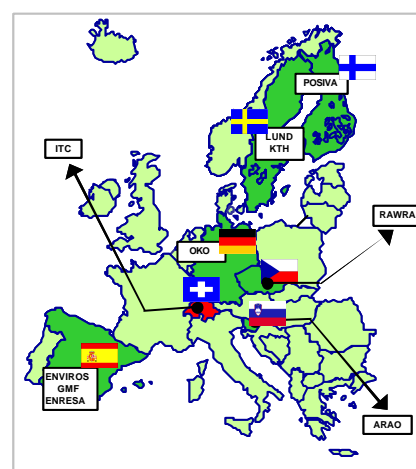 POSIVA
LUND
KTH
ITC
RAWRA
OKO
ENVIROS
GMF
ENRESA
ARAO